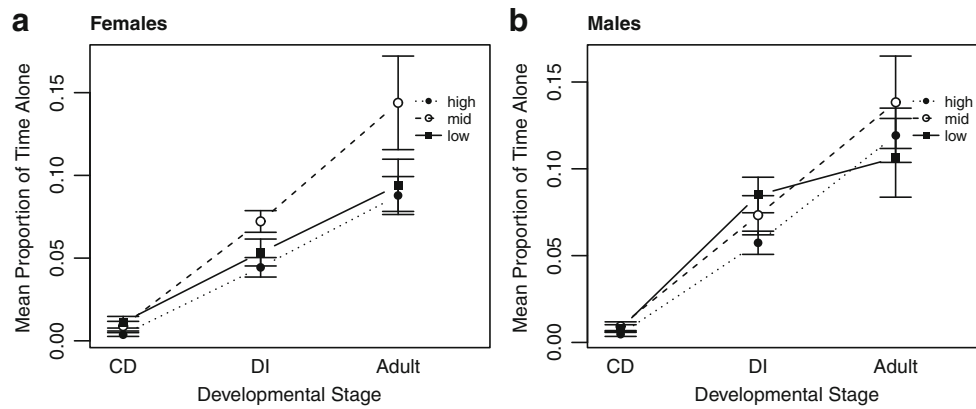 a Females
Mean Proportion of Time Alone
0.15
0.10
0.05
0.00
high
mid
low
CD DI Adult
Developmental Stage
b Males
Mean Proportion of Time Alone
0.15
0.10
0.05
0.00
high
mid
low
CD DI Adult
Developmental Stage